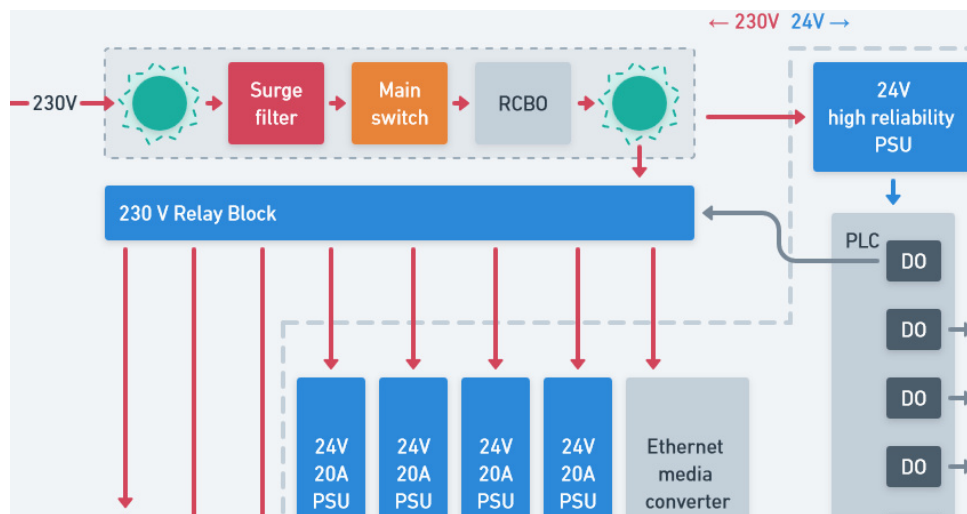 ← 230V 24V →
230V
Surge
filter
Main
switch
RCBO
24V
high reliability
PSU
230 V Relay Block
PLC
DO
DO
DO
DO
24V
20A
PSU
24V
20A
PSU
24V
20A
PSU
24V
20A
PSU
Ethernet
media
converter